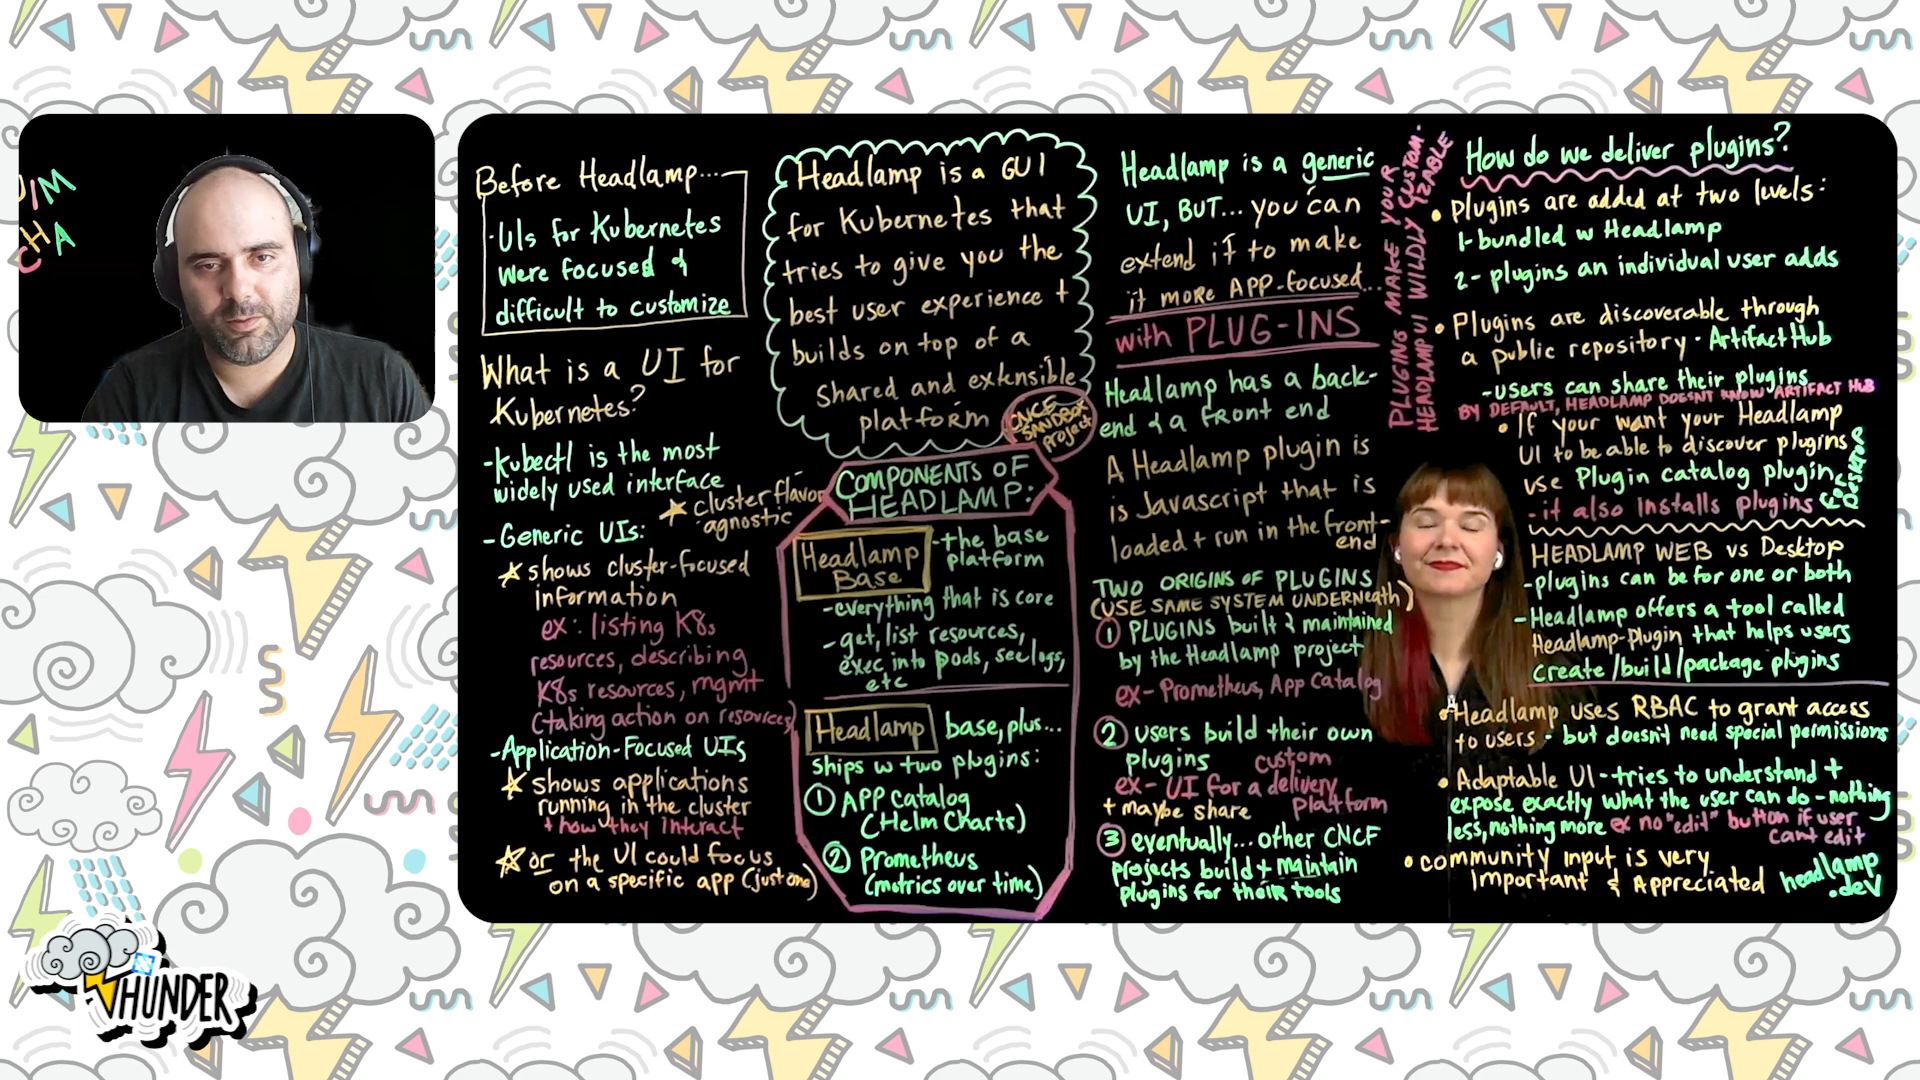 Before Headlamp...
-UIs for Kubernetes
were focused &
difficult to customize
What is a UI for
Kubernetes?
-kubectl is the most
widely used interface
-Generic UIs:
cluster flavor
agnostic
shows cluster-focused
information
ex: listing K8s
resources, describing
K8s resources, mgmt
(taking action on resources)
-Application-Focused UIs
shows applications
running in the cluster
+ how they interact
or the UI could focus
on a specific app (just one)
Headlamp is a GUI
for Kubernetes that
tries to give you the
best user experience +
builds on top of a
shared and extensible
platform
CNCF
SANDBOX
project
COMPONENTS OF
HEADLAMP:
Headlamp
Base
-the base
platform
-everything that is core
-get, list resources,
exec into pods, see logs,
etc
Headlamp base, plus...
ships w two plugins:
1 APP Catalog
(Helm Charts)
2 Prometheus
(metrics over time)
Headlamp is a generic
UI, BUT... you can
extend it to make
it more APP-focused...
with PLUG-INS
Headlamp has a back-
end & a front end
A Headlamp plugin is
is Javascript that is
loaded + run in the front-
end
TWO ORIGINS OF PLUGINS
(USE SAME SYSTEM UNDERNEATH)
1 PLUGINS built & maintained
by the Headlamp project
ex- Prometheus, App Catalog
2 users build their own
plugins custom
ex- UI for a delivery
platform
+ maybe share
3 eventually... other CNCF
projects build + maintain
plugins for their tools
PLUGINS MAKE YOUR
HEADLAMP UI WILDLY CUSTOM-
IZABLE
How do we deliver plugins?
• Plugins are added at two levels:
1-bundled w Headlamp
2- plugins an individual user adds
• Plugins are discoverable through
a public repository - ArtifactHub
-users can share their plugins
BY DEFAULT, HEADLAMP DOESNT KNOW ARTIFACT HUB
• If your want your Headlamp
UI to be able to discover plugins
use Plugin catalog plugin
- it also installs plugins
for
DESKTOP
HEADLAMP WEB vs Desktop
-plugins can be for one or both
-Headlamp offers a tool called
Headlamp-Plugin that helps users
create/build/package plugins
• Headlamp uses RBAC to grant access
to users - but doesn't need special permissions
• Adaptable UI - tries to understand +
expose exactly what the user can do - nothing
less, nothing more ex no "edit" button if user
cant edit
• community input is very
important & Appreciated
headlamp
.dev
THUNDER